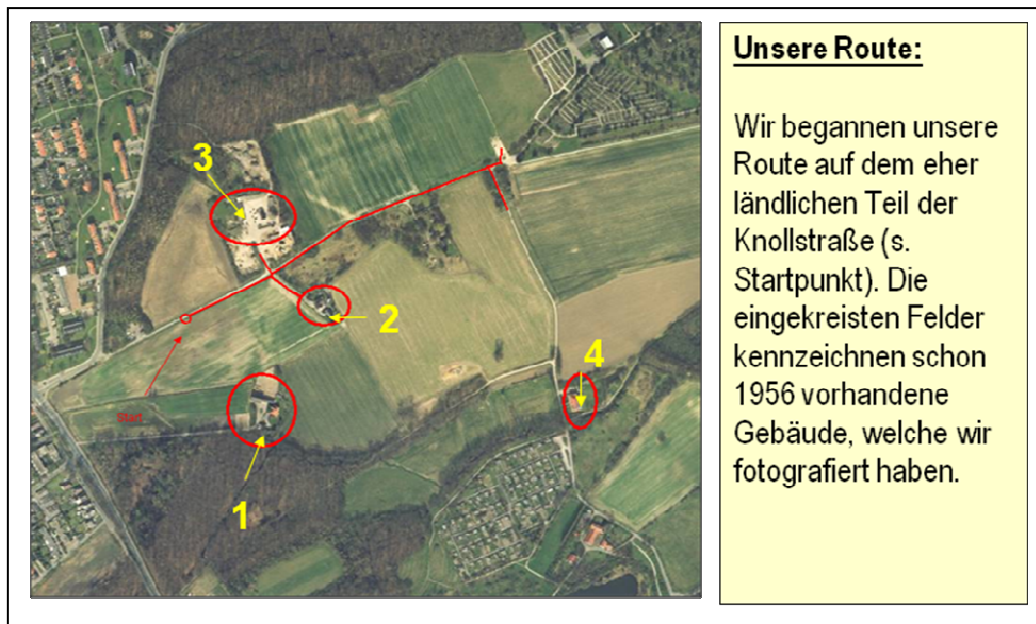 3
2
4
Start
1
Unsere Route:
Wir begannen unsere
Route auf dem eher
ländlichen Teil der
Knollstraße (s.
Startpunkt). Die
eingekreisten Felder
kennzeichnen schon
1956 vorhandene
Gebäude, welche wir
fotografiert haben.